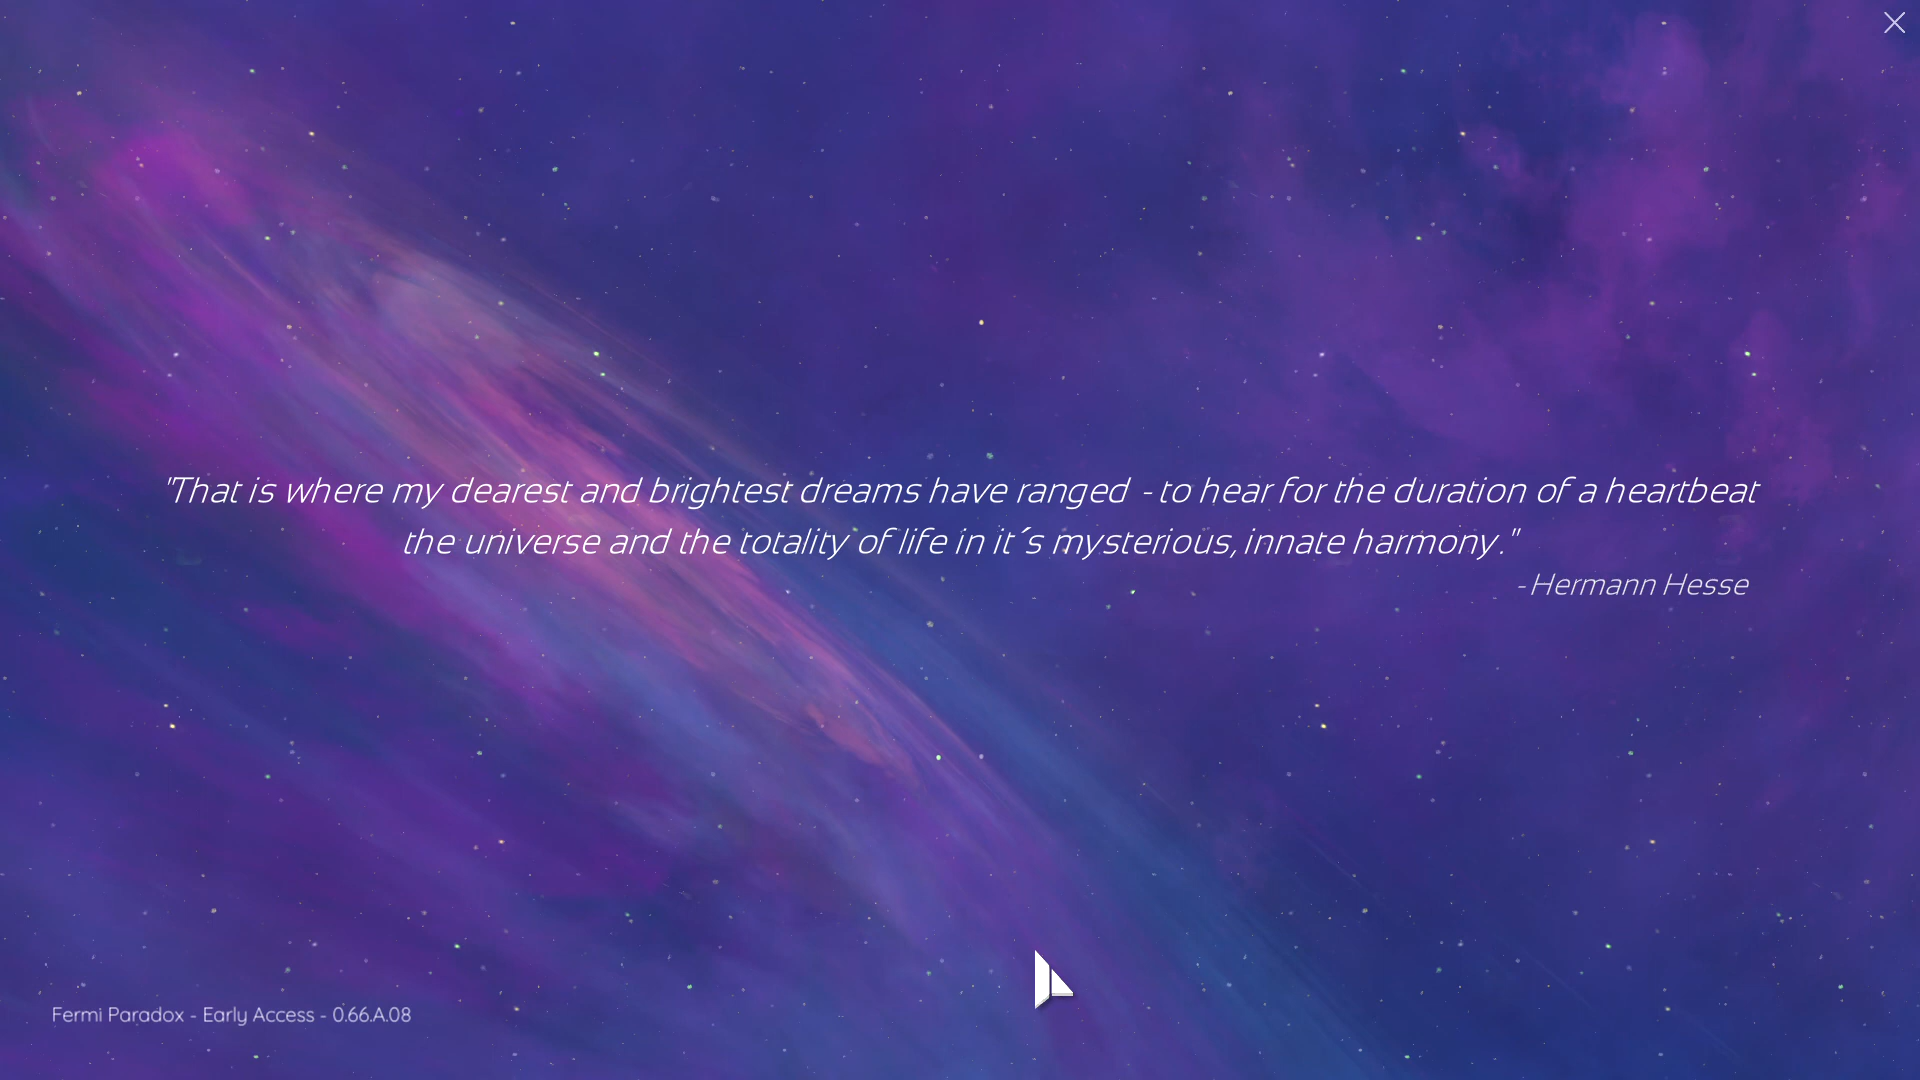 "That is where my dearest and brightest dreams have ranged - to hear for the duration of a heartbeat
the universe and the totality of life in it´s mysterious, innate harmony."
- Hermann Hesse
Fermi Paradox - Early Access - 0.66.A.08